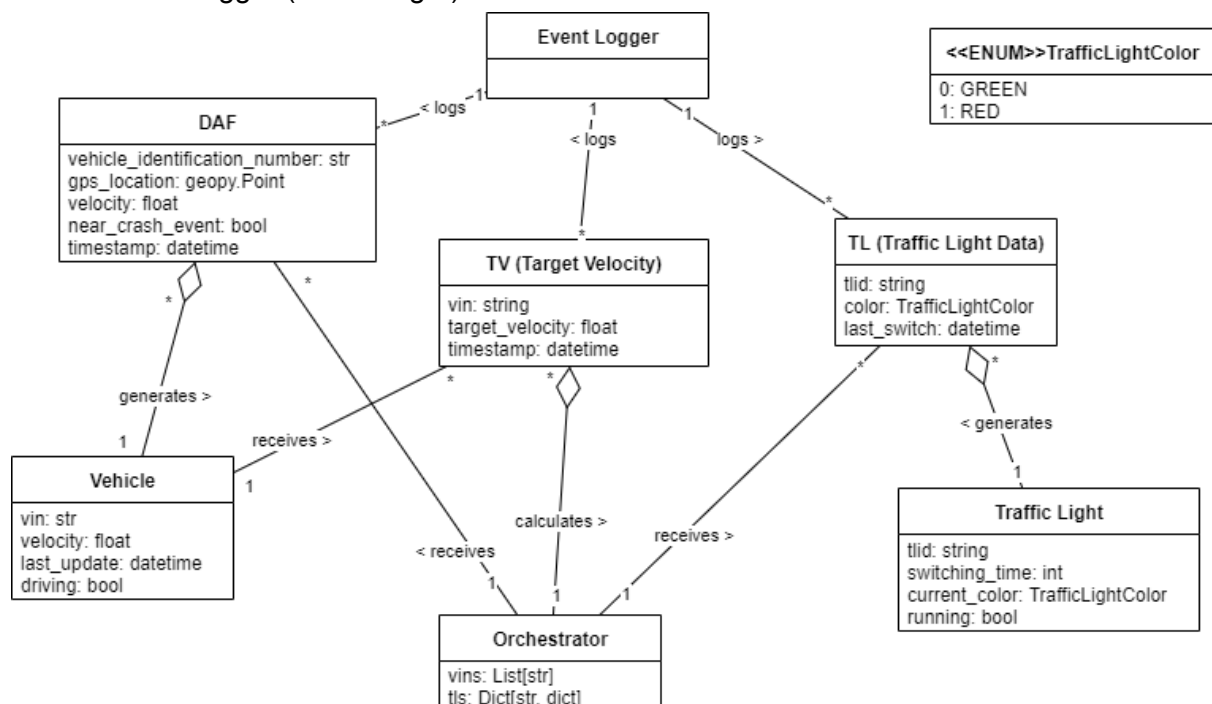 Event Logger
<<ENUM>>TrafficLightColor
0: GREEN
1: RED
1
1
1
< logs
< logs
logs >
*
*
*
DAF
vehicle_identification_number: str
gps_location: geopy.Point
velocity: float
near_crash_event: bool
timestamp: datetime
TV (Target Velocity)
vin: string
target_velocity: float
timestamp: datetime
TL (Traffic Light Data)
tlid: string
color: TrafficLightColor
last_switch: datetime
*
*
*
*
*
*
generates >
receives >
calculates >
< receives
receives >
< generates
1
1
1
1
1
1
Vehicle
vin: str
velocity: float
last_update: datetime
driving: bool
Traffic Light
tlid: string
switching_time: int
current_color: TrafficLightColor
running: bool
Orchestrator
vins: List[str]
tls: Dict[str, dict]